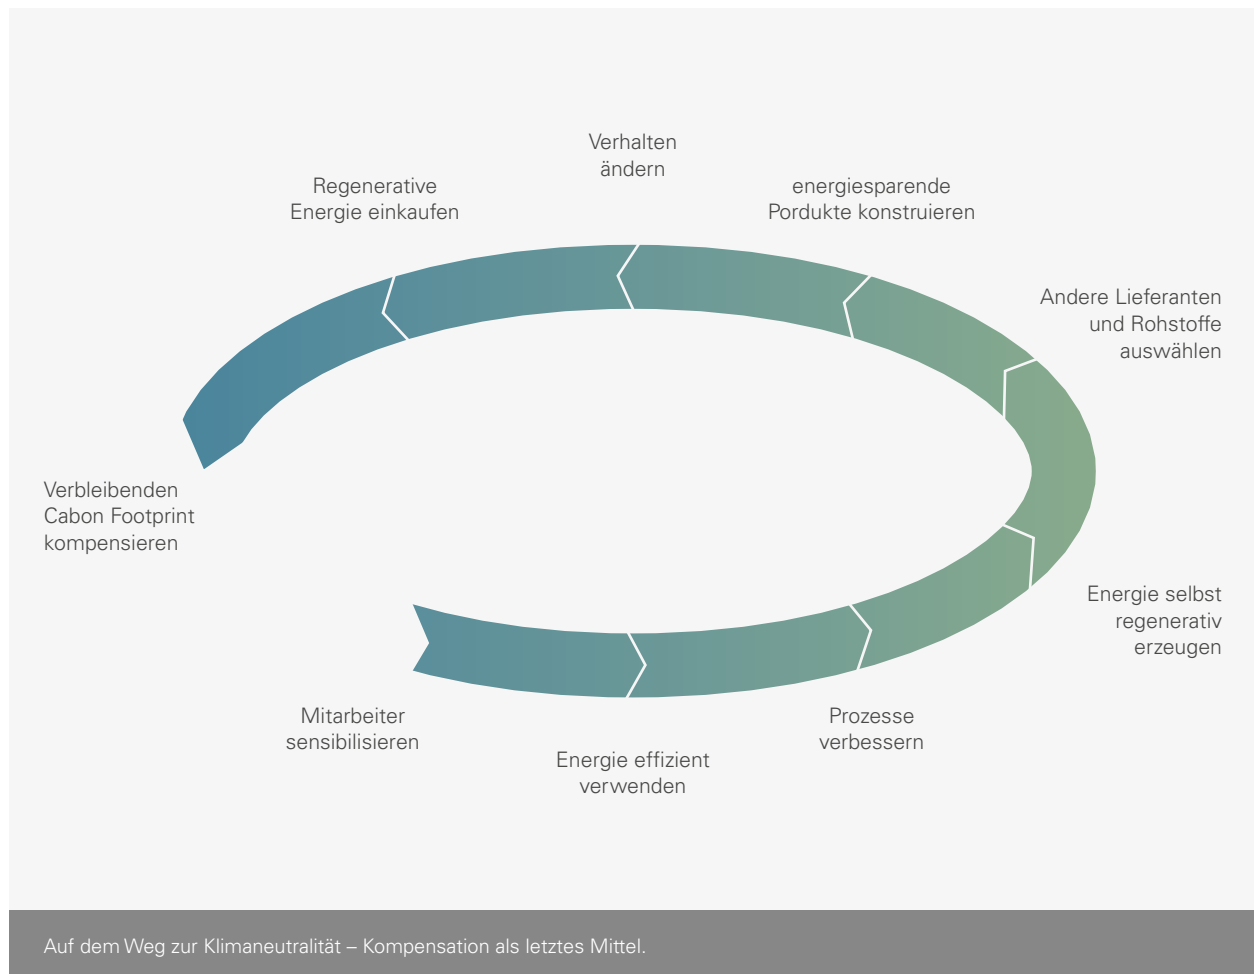 Verhalten
ändern
Regenerative
Energie einkaufen
energiesparende
Pordukte konstruieren
Andere Lieferanten
und Rohstoffe
auswählen
Verbleibenden
Cabon Footprint
kompensieren
Energie selbst
regenerativ
erzeugen
Mitarbeiter
sensibilisieren
Prozesse
verbessern
Energie effizient
verwenden
Auf dem Weg zur Klimaneutralität – Kompensation als letztes Mittel.